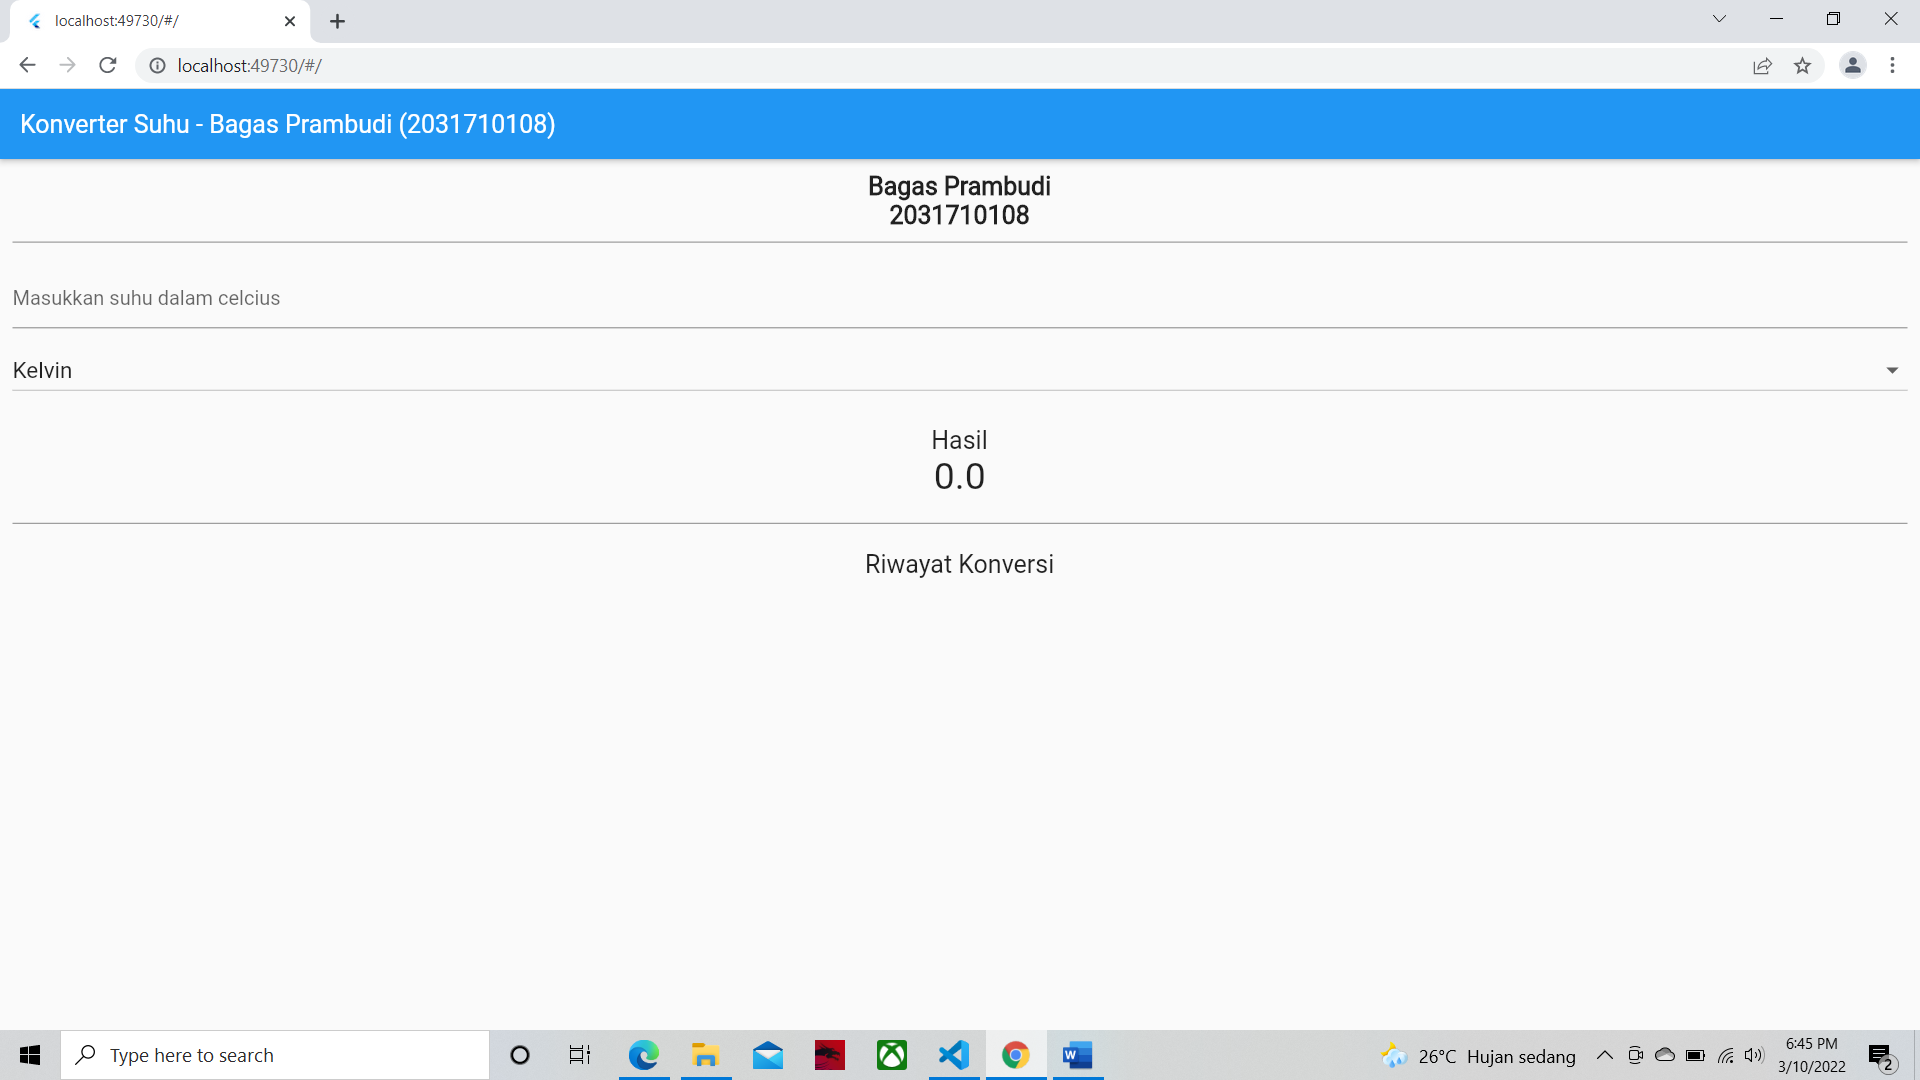 localhost:49730/#/
localhost:49730/#/
Konverter Suhu - Bagas Prambudi (2031710108)
Bagas Prambudi
2031710108
Masukkan suhu dalam celcius
Kelvin
Hasil
0.0
Riwayat Konversi
Type here to search
W
26°C Hujan sedang
6:45 PM
3/10/2022
2